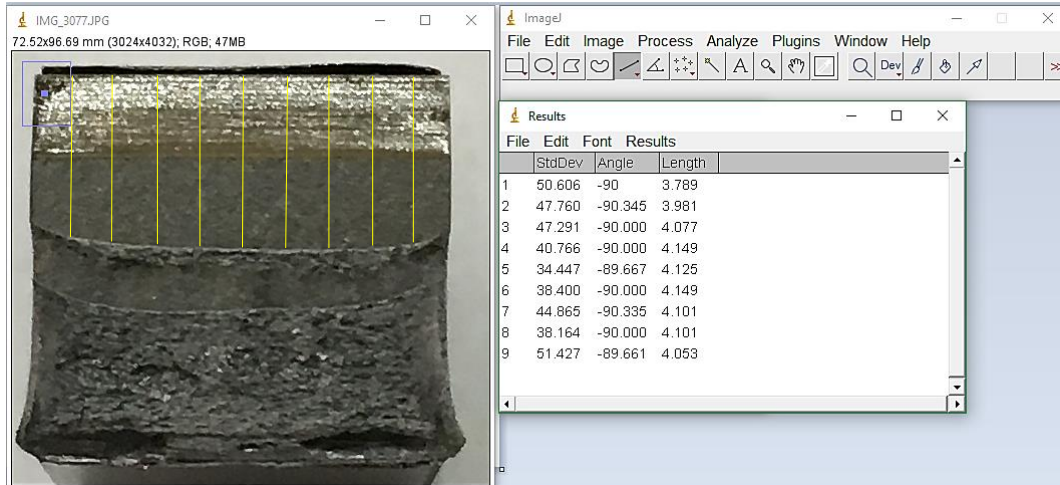 IMG_3077.JPG
72.52x96.69 mm (3024x4032); RGB; 47MB
ImageJ
File Edit Image Process Analyze Plugins Window Help
A Dev
Results
File Edit Font Results
StdDev Angle Length
1 50.606 -90 3.789
2 47.760 -90.345 3.981
3 47.291 -90.000 4.077
4 40.766 -90.000 4.149
5 34.447 -89.667 4.125
6 38.400 -90.000 4.149
7 44.865 -90.335 4.101
8 38.164 -90.000 4.101
9 51.427 -89.661 4.053